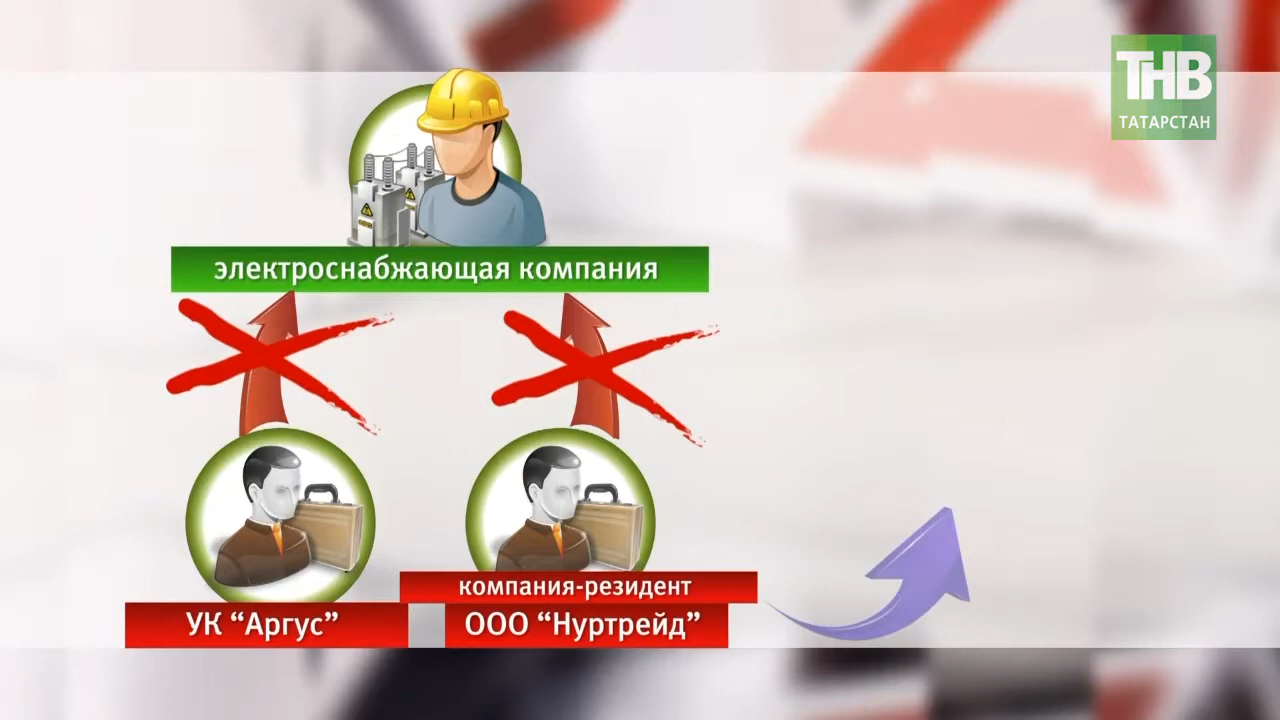 ТНВ
ТАТАРСТАН
электроснабжающая компания
компания-резидент
УК “Аргус”
ООО “Нуртрейд”